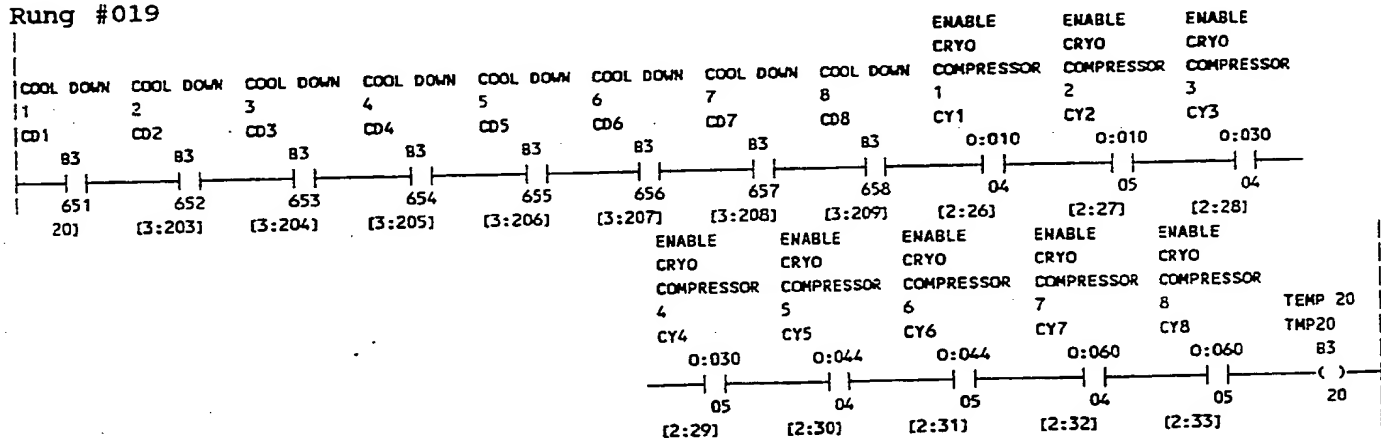 Rung #019
ENABLE ENABLE ENABLE
CRYO CRYO CRYO
COOL DOWN COOL DOWN COOL DOWN COOL DOWN COOL DOWN COOL DOWN COOL DOWN COOL DOWN COMPRESSOR COMPRESSOR COMPRESSOR
1 2 3 4 5 6 7 8 1 2 3
CD1 CD2 CD3 CD4 CD5 CD6 CD7 CD8 CY1 CY2 CY3
B3 B3 B3 B3 B3 B3 B3 B3 O:010 O:010 O:030
651 652 653 654 655 656 657 658 04 05 04
20] [3:203] [3:204] [3:205] [3:206] [3:207] [3:208] [3:209] [2:26] [2:27] [2:28]
ENABLE ENABLE ENABLE ENABLE ENABLE
CRYO CRYO CRYO CRYO CRYO
COMPRESSOR COMPRESSOR COMPRESSOR COMPRESSOR COMPRESSOR
4 5 6 7 8 TEMP 20
CY4 CY5 CY6 CY7 CY8 TMP20
O:030 O:044 O:044 O:060 O:060 B3
05 04 05 04 05 20
[2:29] [2:30] [2:31] [2:32] [2:33]